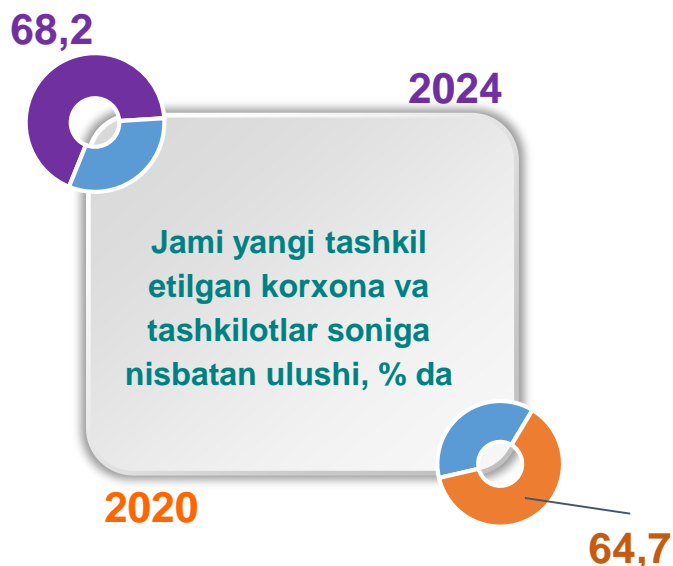 68,2
2024
Jami yangi tashkil
etilgan korxona va
tashkilotlar soniga
nisbatan ulushi, % da
2020
64,7